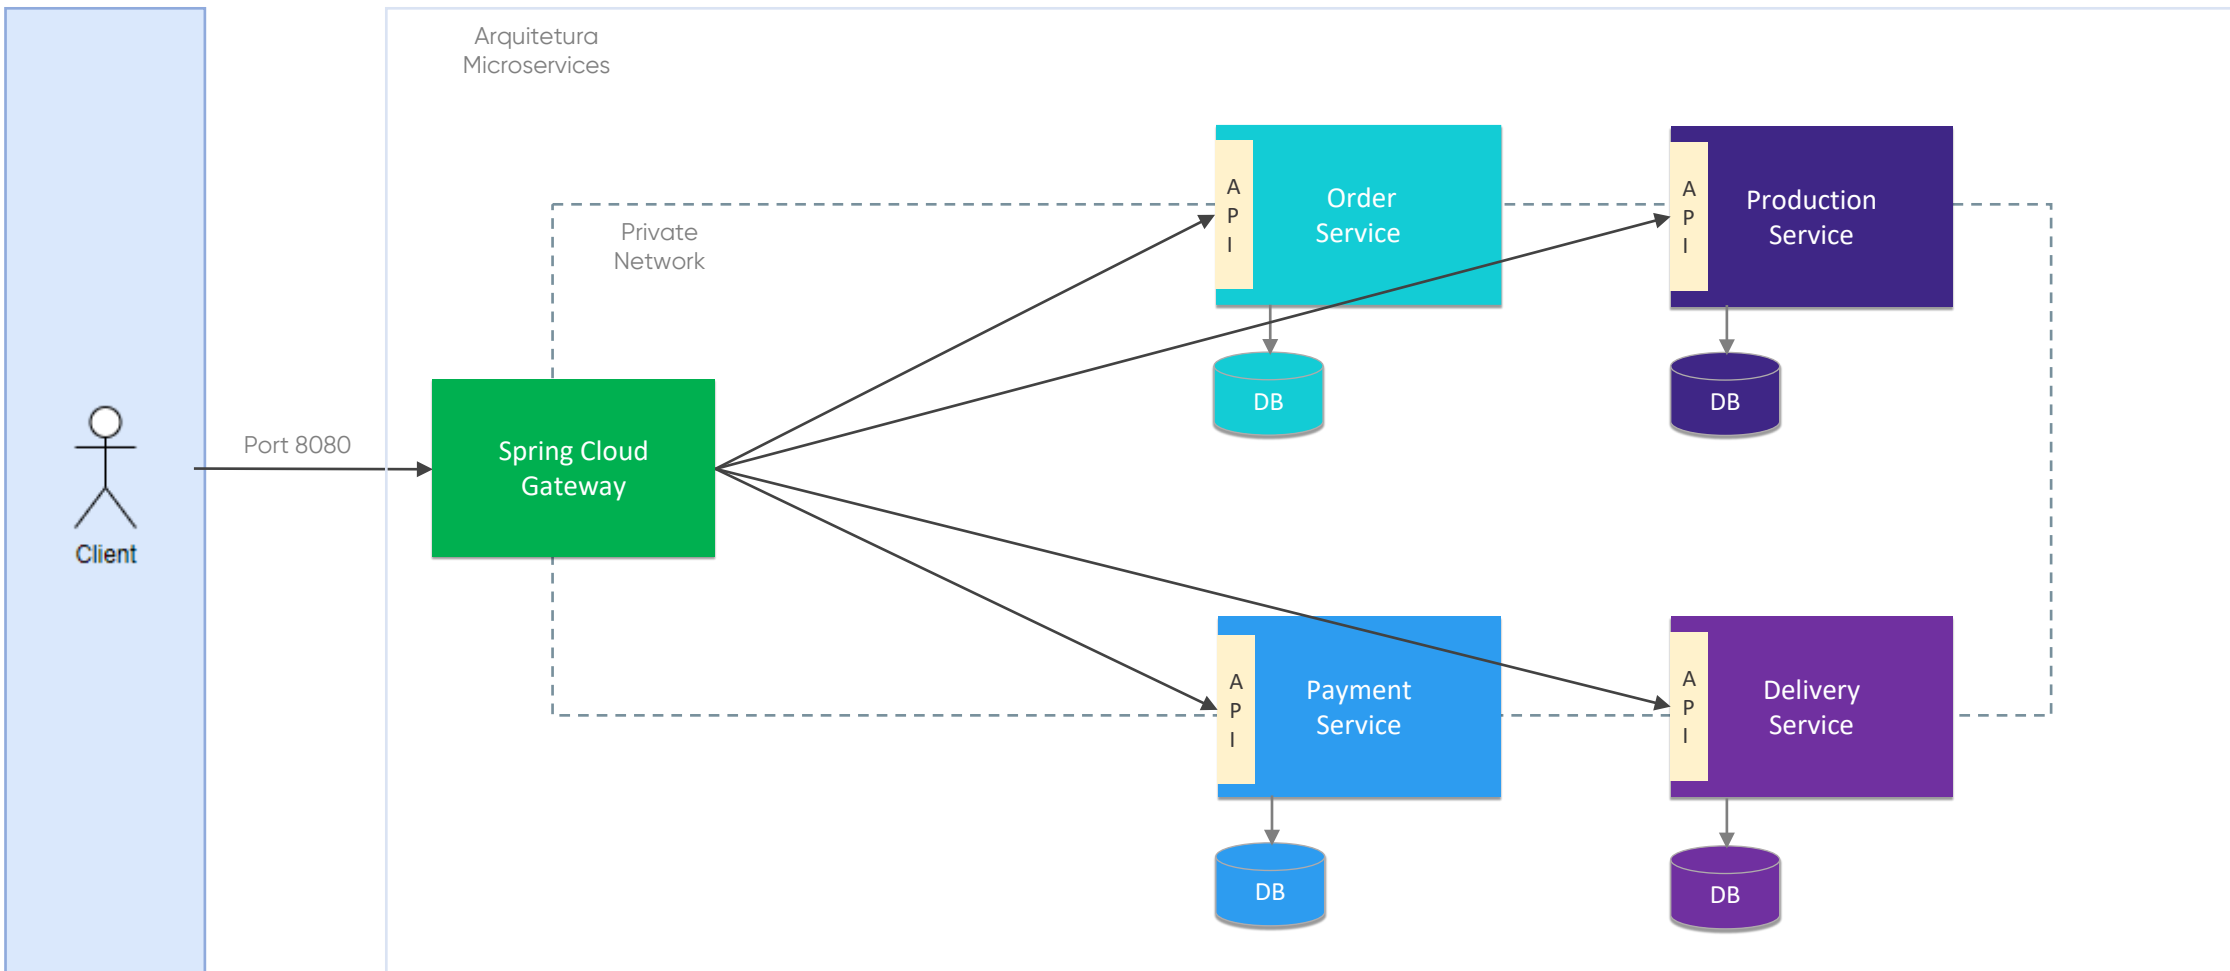 Arquitetura
Microservices
Private
Network
Port 8080
Client
Spring Cloud
Gateway
A
P
I
Order
Service
DB
A
P
I
Production
Service
DB
A
P
I
Payment
Service
DB
A
P
I
Delivery
Service
DB